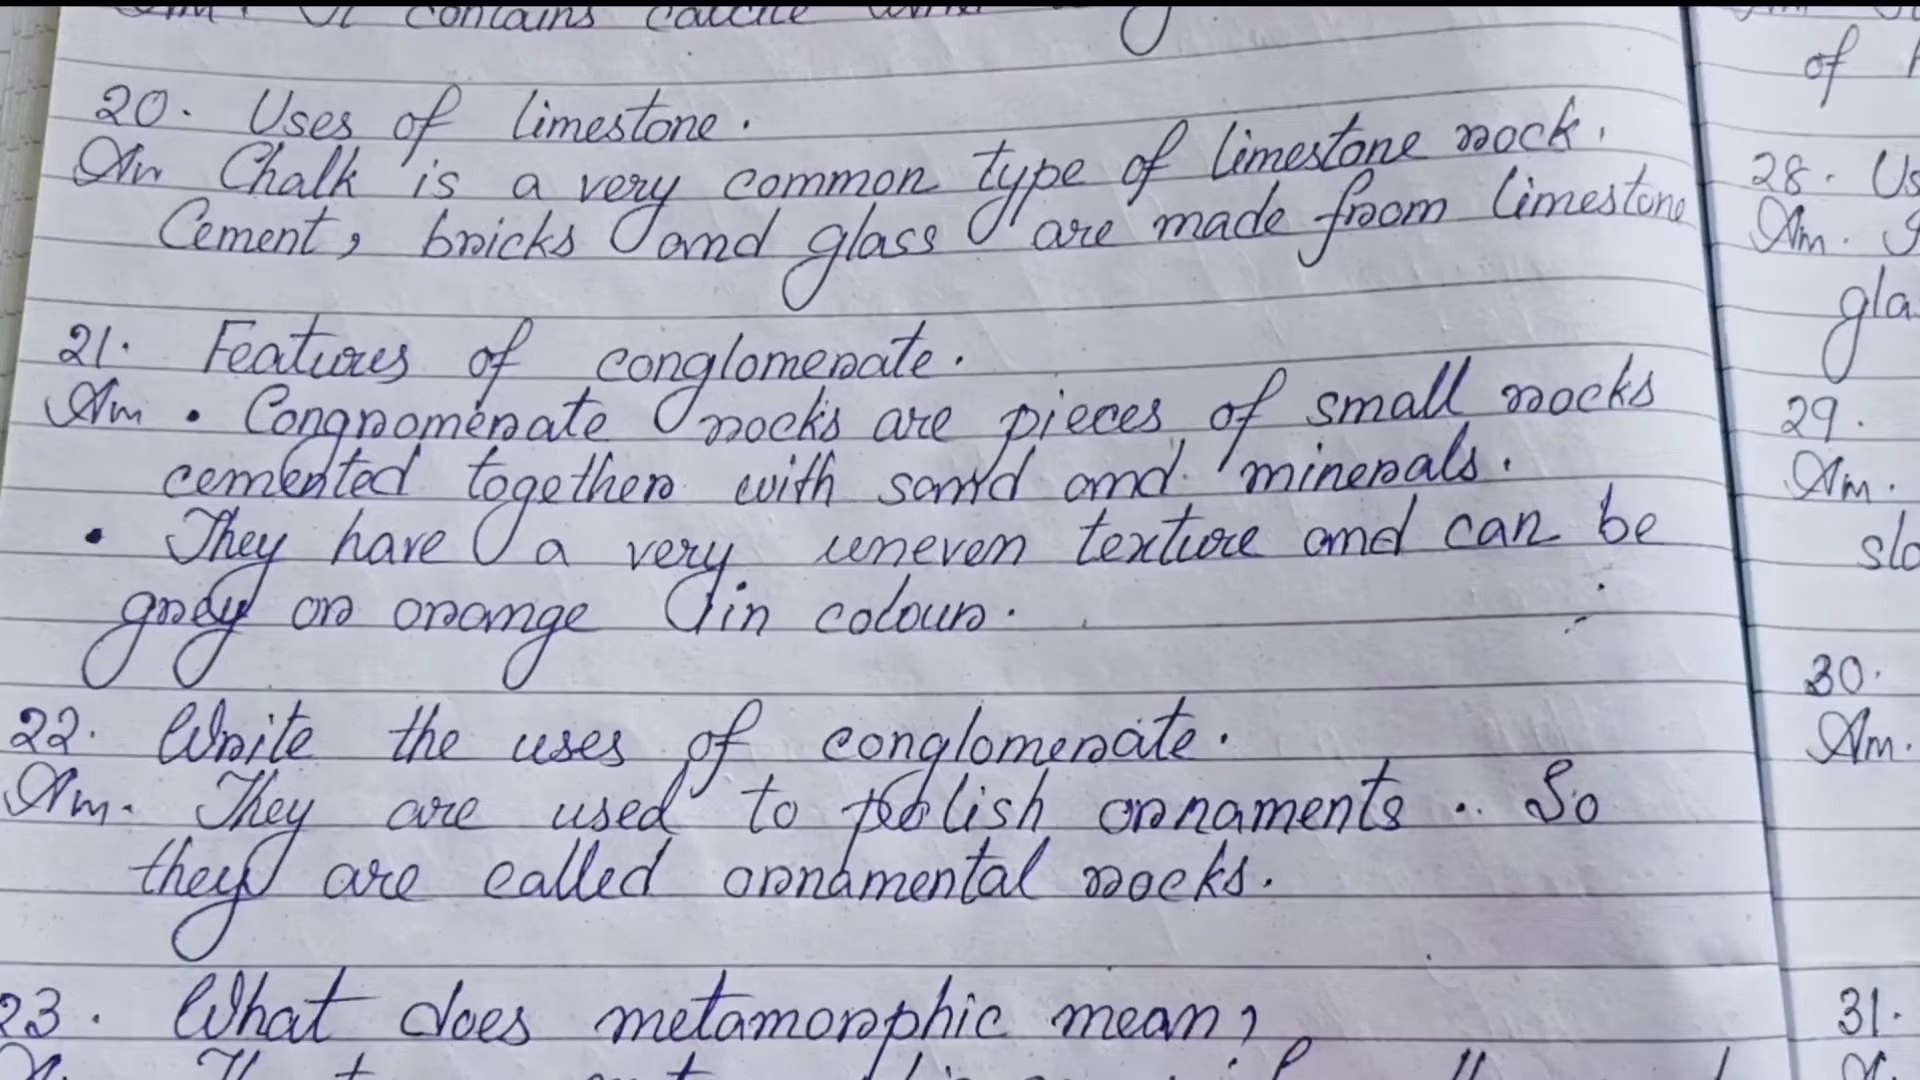 It contains calcite
20. Uses of limestone.
Ans Chalk is a very common type of limestone rock.
Cement, bricks and glass are made from limestone
21. Features of conglomerate.
Ans • Congromerate rocks are pieces of small rocks
cemented together with sand and minerals.
• They have a very uneven texture and can be
grey or orange in colour.
22. Write the uses of conglomerate.
Ans. They are used to polish ornaments. So
they are called ornamental rocks.
23. What does metamorphic mean?
of
28. Us
Ans.
gla
29.
Ans.
slo
30.
Ans.
31.